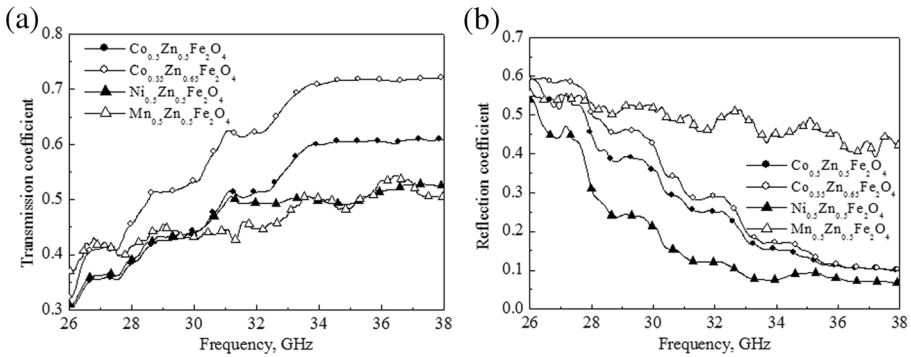 (a)
Transmission coefficient
0.8
0.7
0.6
0.5
0.4
0.3
Co0.5Zn0.5Fe2O4
Co0.35Zn0.65Fe2O4
Ni0.5Zn0.5Fe2O4
Mn0.5Zn0.5Fe2O4
26 28 30 32 34 36 38
Frequency, GHz
(b)
Reflection coefficient
0.7
0.6
0.5
0.4
0.3
0.2
0.1
0.0
Co0.5Zn0.5Fe2O4
Co0.35Zn0.65Fe2O4
Ni0.5Zn0.5Fe2O4
Mn0.5Zn0.5Fe2O4
26 28 30 32 34 36 38
Frequency, GHz